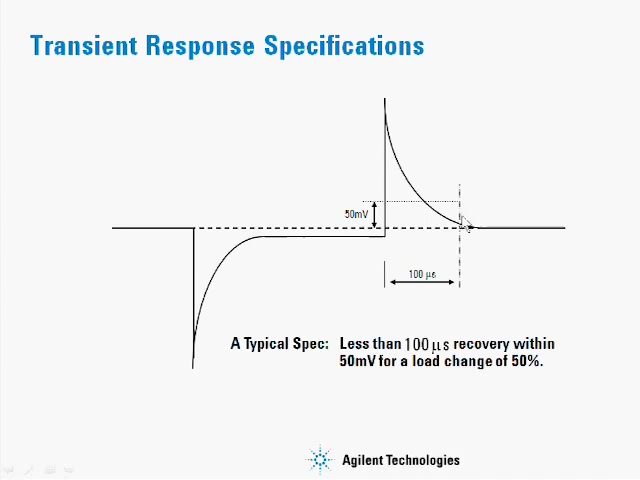 Transient Response Specifications
50mV
100 µs
A Typical Spec: Less than 100 µs recovery within
50mV for a load change of 50%.
Agilent Technologies